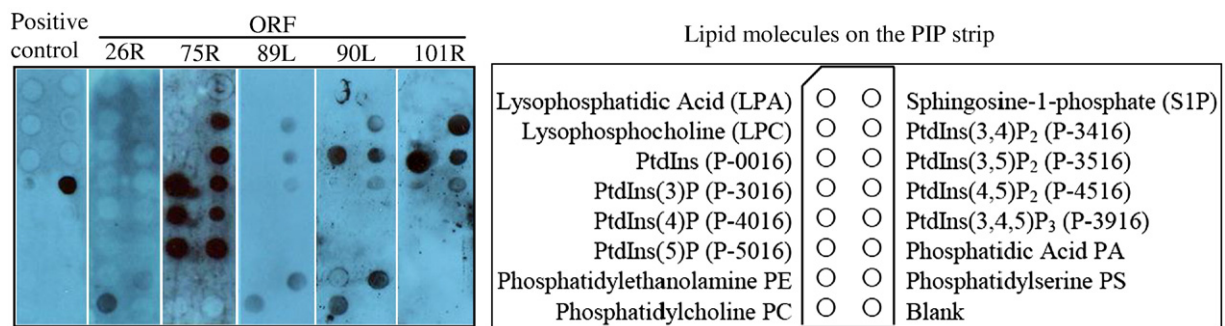 Positive control
ORF
26R 75R 89L 90L 101R
Lipid molecules on the PIP strip
Lysophosphatidic Acid (LPA) Sphingosine-1-phosphate (S1P)
Lysophosphocholine (LPC) PtdIns(3,4)P₂ (P-3416)
PtdIns (P-0016) PtdIns(3,5)P₂ (P-3516)
PtdIns(3)P (P-3016) PtdIns(4,5)P₂ (P-4516)
PtdIns(4)P (P-4016) PtdIns(3,4,5)P₃ (P-3916)
PtdIns(5)P (P-5016) Phosphatidic Acid PA
Phosphatidylethanolamine PE Phosphatidylserine PS
Phosphatidylcholine PC Blank